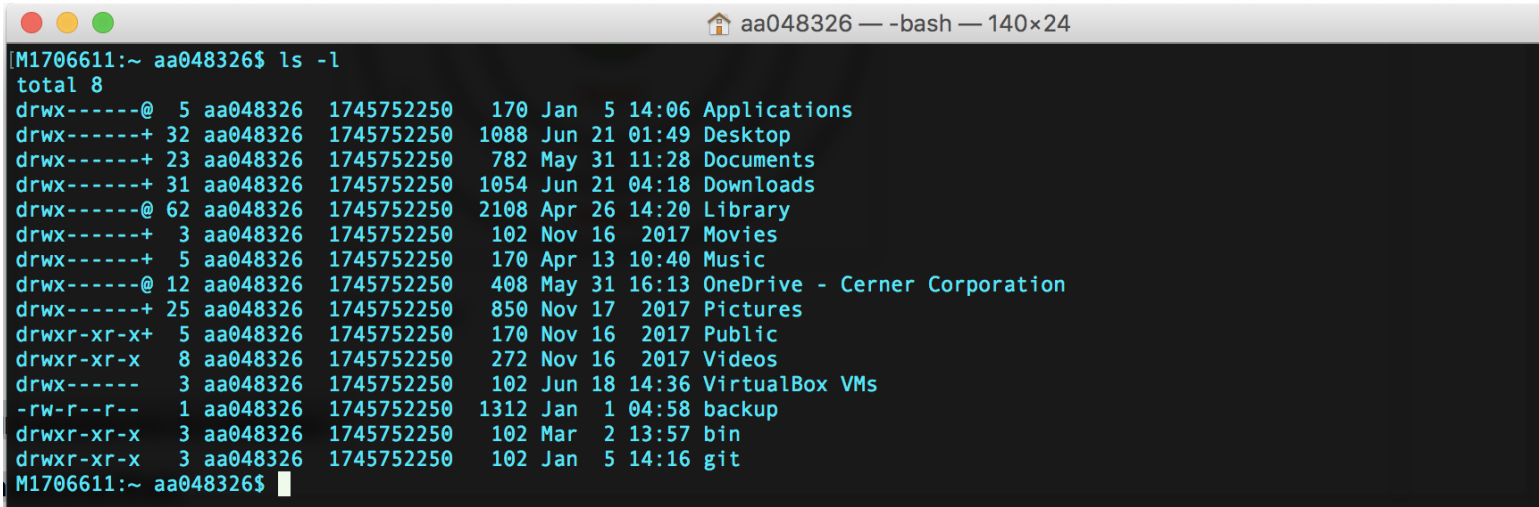 aa048326 — -bash — 140×24
[M1706611:~ aa048326$ ls -l
total 8
drwx------@  5 aa048326  1745752250   170 Jan  5 14:06 Applications
drwx------+ 32 aa048326  1745752250  1088 Jun 21 01:49 Desktop
drwx------+ 23 aa048326  1745752250   782 May 31 11:28 Documents
drwx------+ 31 aa048326  1745752250  1054 Jun 21 04:18 Downloads
drwx------@ 62 aa048326  1745752250  2108 Apr 26 14:20 Library
drwx------+  3 aa048326  1745752250   102 Nov 16  2017 Movies
drwx------+  5 aa048326  1745752250   170 Apr 13 10:40 Music
drwx------@ 12 aa048326  1745752250   408 May 31 16:13 OneDrive - Cerner Corporation
drwx------+ 25 aa048326  1745752250   850 Nov 17  2017 Pictures
drwxr-xr-x+  5 aa048326  1745752250   170 Nov 16  2017 Public
drwxr-xr-x   8 aa048326  1745752250   272 Nov 16  2017 Videos
drwx------   3 aa048326  1745752250   102 Jun 18 14:36 VirtualBox VMs
-rw-r--r--   1 aa048326  1745752250  1312 Jan  1 04:58 backup
drwxr-xr-x   3 aa048326  1745752250   102 Mar  2 13:57 bin
drwxr-xr-x   3 aa048326  1745752250   102 Jan  5 14:16 git
M1706611:~ aa048326$